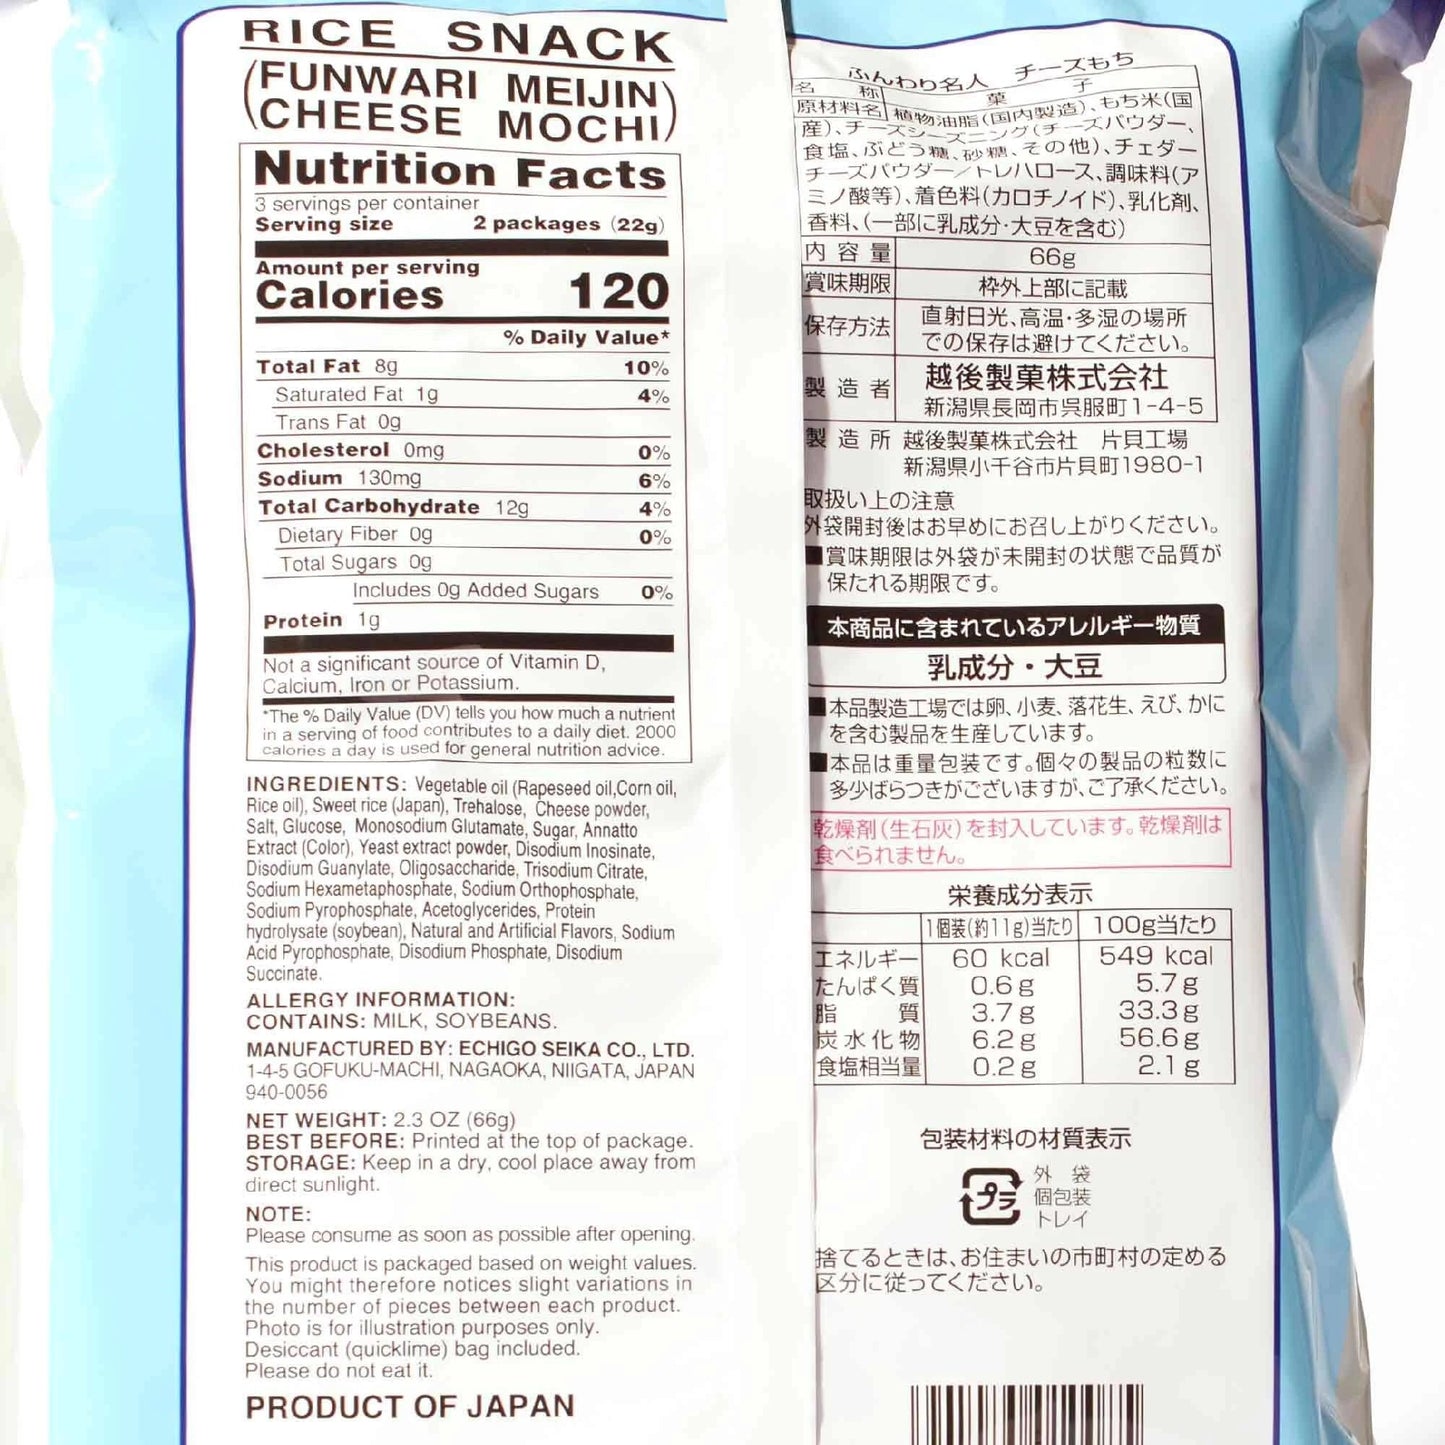 RICE SNACK
(FUNWARI MEIJIN
CHEESE MOCHI)
Nutrition Facts
3 servings per container
Serving size 2 packages (22g)
Amount per serving
Calories 120
% Daily Value*
Total Fat 8g 10%
Saturated Fat 1g 4%
Trans Fat 0g
Cholesterol 0mg 0%
Sodium 130mg 6%
Total Carbohydrate 12g 4%
Dietary Fiber 0g 0%
Total Sugars 0g
Includes 0g Added Sugars 0%
Protein 1g
Not a significant source of Vitamin D,
Calcium, Iron or Potassium.
*The % Daily Value (DV) tells you how much a nutrient
in a serving of food contributes to a daily diet. 2000
calories a day is used for general nutrition advice.
INGREDIENTS: Vegetable oil (Rapeseed oil,Corn oil,
Rice oil), Sweet rice (Japan), Trehalose, Cheese powder,
Salt, Glucose, Monosodium Glutamate, Sugar, Annatto
Extract (Color), Yeast extract powder, Disodium Inosinate,
Disodium Guanylate, Oligosaccharide, Trisodium Citrate,
Sodium Hexametaphosphate, Sodium Orthophosphate,
Sodium Pyrophosphate, Acetoglycerides, Protein
hydrolysate (soybean), Natural and Artificial Flavors, Sodium
Acid Pyrophosphate, Disodium Phosphate, Disodium
Succinate.
ALLERGY INFORMATION:
CONTAINS: MILK, SOYBEANS.
MANUFACTURED BY: ECHIGO SEIKA CO., LTD.
1-4-5 GOFUKU-MACHI, NAGAOKA, NIIGATA, JAPAN
940-0056
NET WEIGHT: 2.3 OZ (66g)
BEST BEFORE: Printed at the top of package.
STORAGE: Keep in a dry, cool place away from
direct sunlight.
NOTE:
Please consume as soon as possible after opening.
This product is packaged based on weight values.
You might therefore notices slight variations in
the number of pieces between each product.
Photo is for illustration purposes only.
Desiccant (quicklime) bag included.
Please do not eat it.
PRODUCT OF JAPAN
ふんわり名人 チーズもち
名称 菓子
原材料名 植物油脂(国内製造)、もち米(国
産)、チーズシーズニング(チーズパウダー、
食塩、ぶどう糖、砂糖、その他)、チェダー
チーズパウダー/トレハロース、調味料(ア
ミノ酸等)、着色料(カロチノイド)、乳化剤、
香料、(一部に乳成分・大豆を含む)
内容量 66g
賞味期限 枠外上部に記載
保存方法 直射日光、高温・多湿の場所
での保存は避けてください。
製造者 越後製菓株式会社
新潟県長岡市呉服町1-4-5
製造所 越後製菓株式会社 片貝工場
新潟県小千谷市片貝町1980-1
取扱い上の注意
外袋開封後はお早めにお召し上がりください。
■賞味期限は外袋が未開封の状態で品質が
保たれる期限です。
本商品に含まれているアレルギー物質
乳成分・大豆
■本品製造工場では卵、小麦、落花生、えび、かに
を含む製品を生産しています。
■本品は重量包装です。個々の製品の粒数に
多少ばらつきがございますが、ご了承ください。
乾燥剤(生石灰)を封入しています。乾燥剤は
食べられません。
栄養成分表示
1個装(約11g)当たり 100g当たり
エネルギー 60 kcal 549 kcal
たんぱく質 0.6g 5.7g
脂質 3.7g 33.3g
炭水化物 6.2g 56.6g
食塩相当量 0.2g 2.1g
包装材料の材質表示
プラ
外袋
個包装
トレイ
捨てるときは、お住まいの市町村の定める
区分に従ってください。